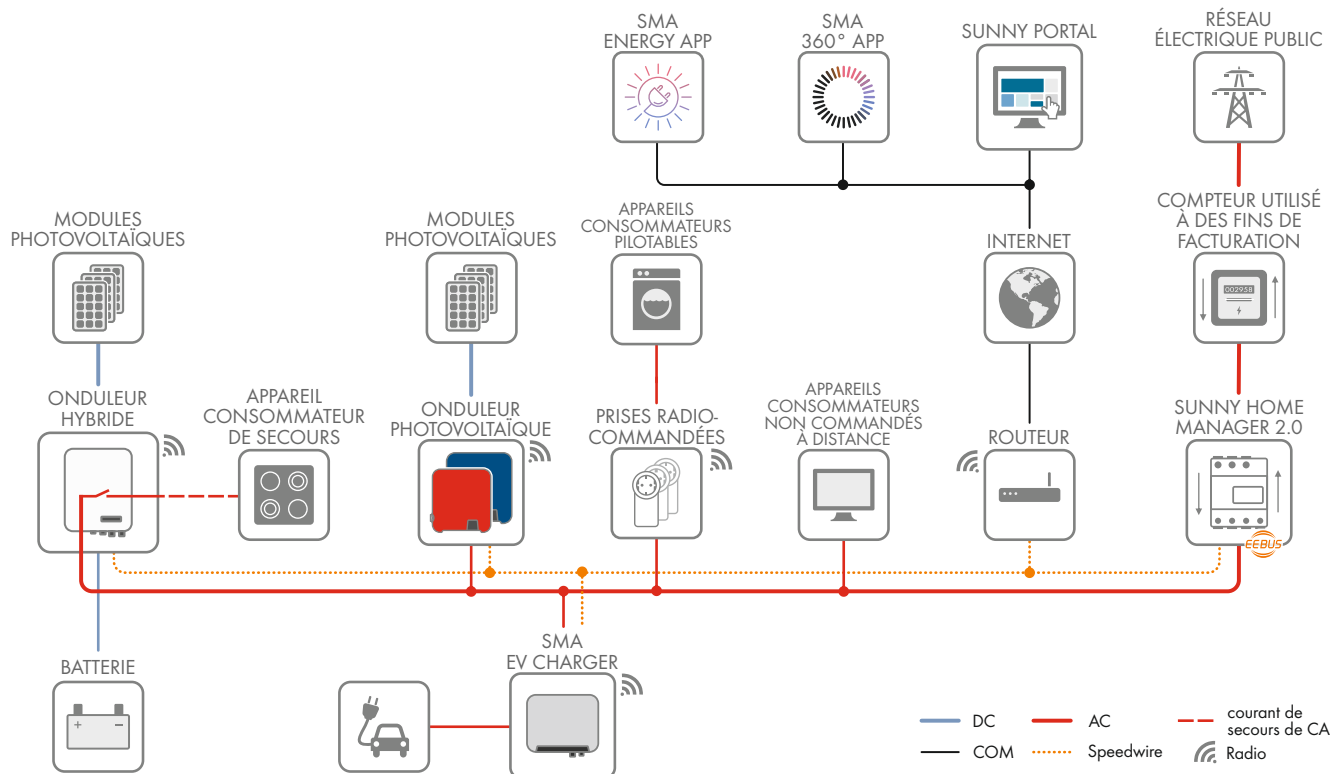 SMA
ENERGY APP
SMA
360° APP
SUNNY PORTAL
RÉSEAU
ÉLECTRIQUE PUBLIC
MODULES
PHOTOVOLTAÏQUES
MODULES
PHOTOVOLTAÏQUES
APPAREILS
CONSOMMATEURS
PILOTABLES
INTERNET
COMPTEUR UTILISÉ
À DES FINS DE
FACTURATION
002958
ONDULEUR
HYBRIDE
APPAREIL
CONSOMMATEUR
DE SECOURS
ONDULEUR
PHOTOVOLTAÏQUE
PRISES RADIO-
COMMANDÉES
APPAREILS
CONSOMMATEURS
NON COMMANDÉS
À DISTANCE
ROUTEUR
SUNNY HOME
MANAGER 2.0
EEBUS
BATTERIE
+ −
SMA
EV CHARGER
DC
AC
courant de
secours de CA
COM
Speedwire
Radio